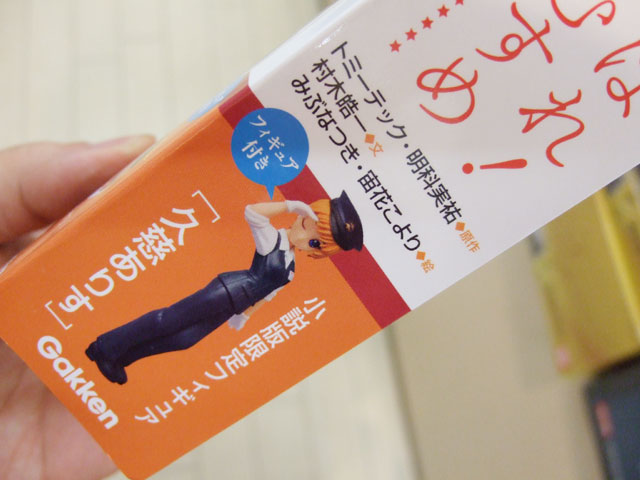 すめ
れ!
トミーテック・明科実祐◆原作
村木皓一◆文
みぶなつき・宙花こより◆絵
フィギュア
付き
小説版限定フィギュア
「久慈ありす」
Gakken